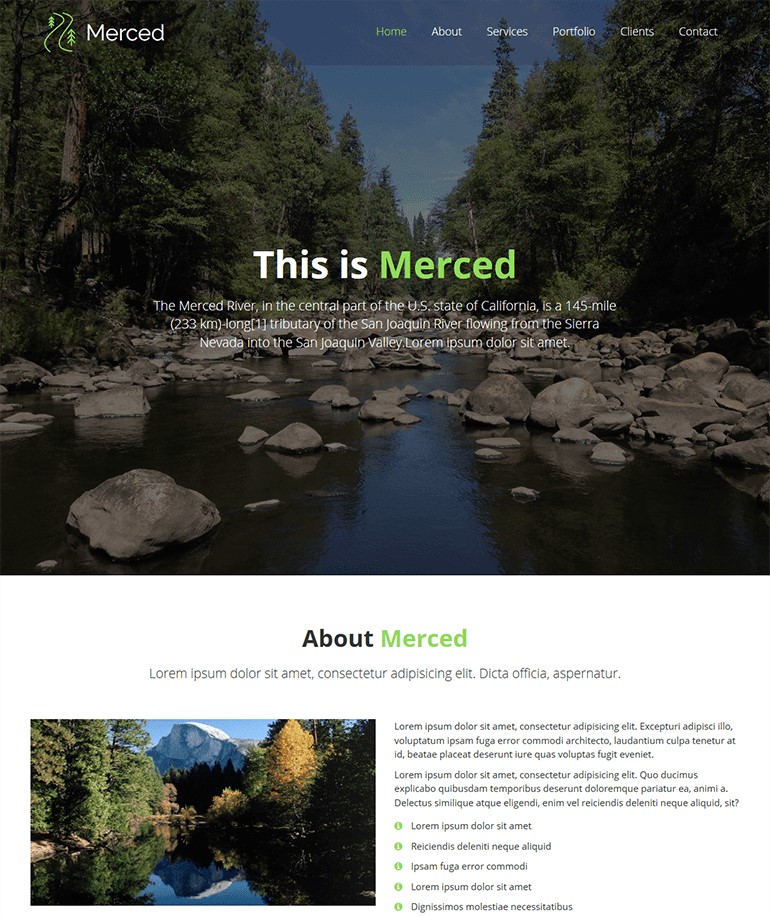 Merced
Home About Services Portfolio Clients Contact
This is Merced
The Merced River, in the central part of the U.S. state of California, is a 145-mile
(233 km)-long[1] tributary of the San Joaquin River flowing from the Sierra
Nevada into the San Joaquin Valley.Lorem ipsum dolor sit amet.
About Merced
Lorem ipsum dolor sit amet, consectetur adipisicing elit. Dicta officia, aspernatur.
Lorem ipsum dolor sit amet, consectetur adipisicing elit. Excepturi adipisci illo,
voluptatum ipsam fuga error commodi architecto, laudantium culpa tenetur at
id, beatae placeat deserunt iure quas voluptas fugit eveniet.
Lorem ipsum dolor sit amet, consectetur adipisicing elit. Quo ducimus
explicabo quibusdam temporibus deserunt doloremque pariatur ea, animi a.
Delectus similique atque eligendi, enim vel reiciendis deleniti neque aliquid, sit?
Lorem ipsum dolor sit amet
Reiciendis deleniti neque aliquid
Ipsam fuga error commodi
Lorem ipsum dolor sit amet
Dignissimos molestiae necessitatibus